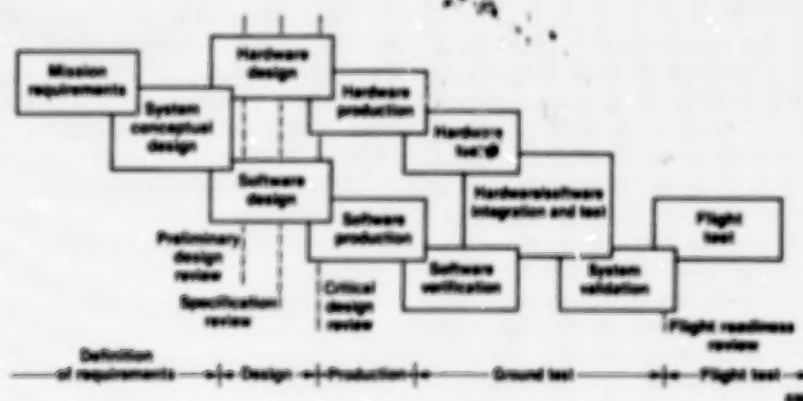 Mission
requirements
System
conceptual
design
Hardware
design
Hardware
production
Hardware
Software
design
Software
production
Hardware/software
integration and test
Software
verification
System
validation
Flight
test
Preliminary
design
review
Specification
review
Critical
design
review
Flight readiness
review
Definition
of requirements
Design
Production
Ground test
Flight test